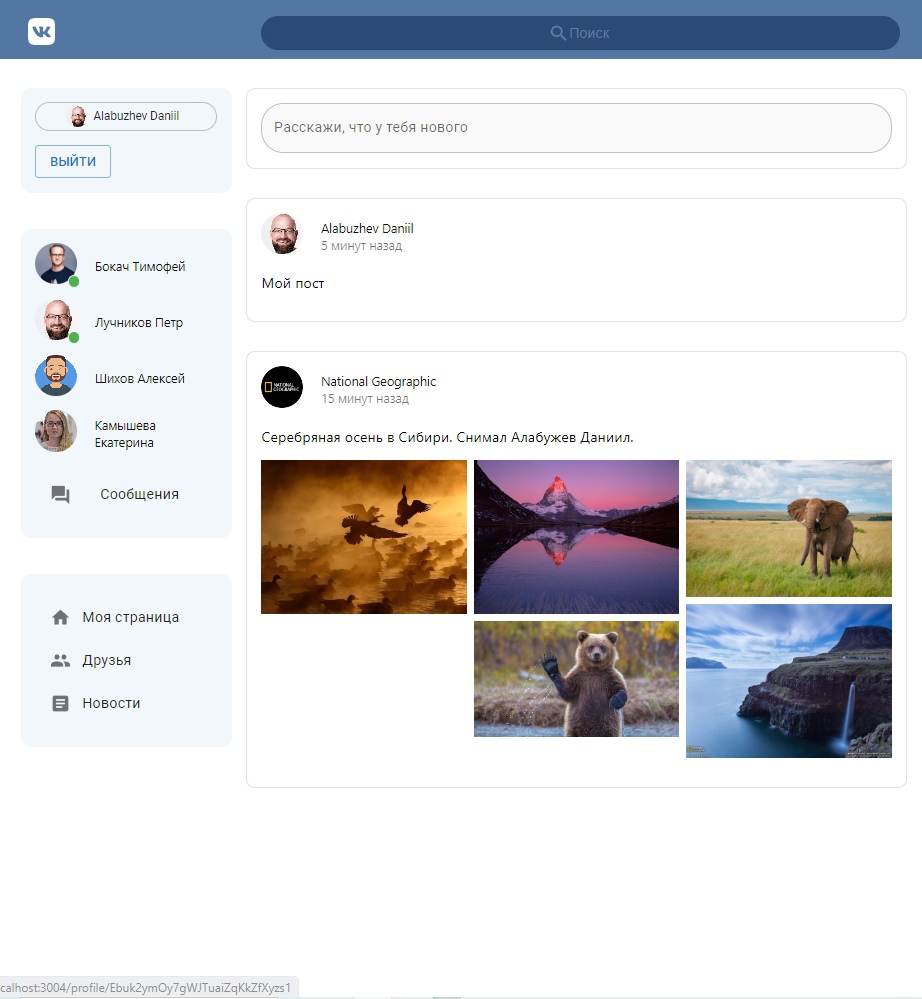 Поиск
Alabuzhev Daniil
ВЫЙТИ
Бокач Тимофей
Лучников Петр
Шихов Алексей
Камышева
Екатерина
Сообщения
Моя страница
Друзья
Новости
Расскажи, что у тебя нового
Alabuzhev Daniil
5 минут назад
Мой пост
National Geographic
15 минут назад
Серебряная осень в Сибири. Снимал Алабужев Даниил.
calhost:3004/profile/Ebuk2ymOy7gWJTuaiZqKkZfXyzs1